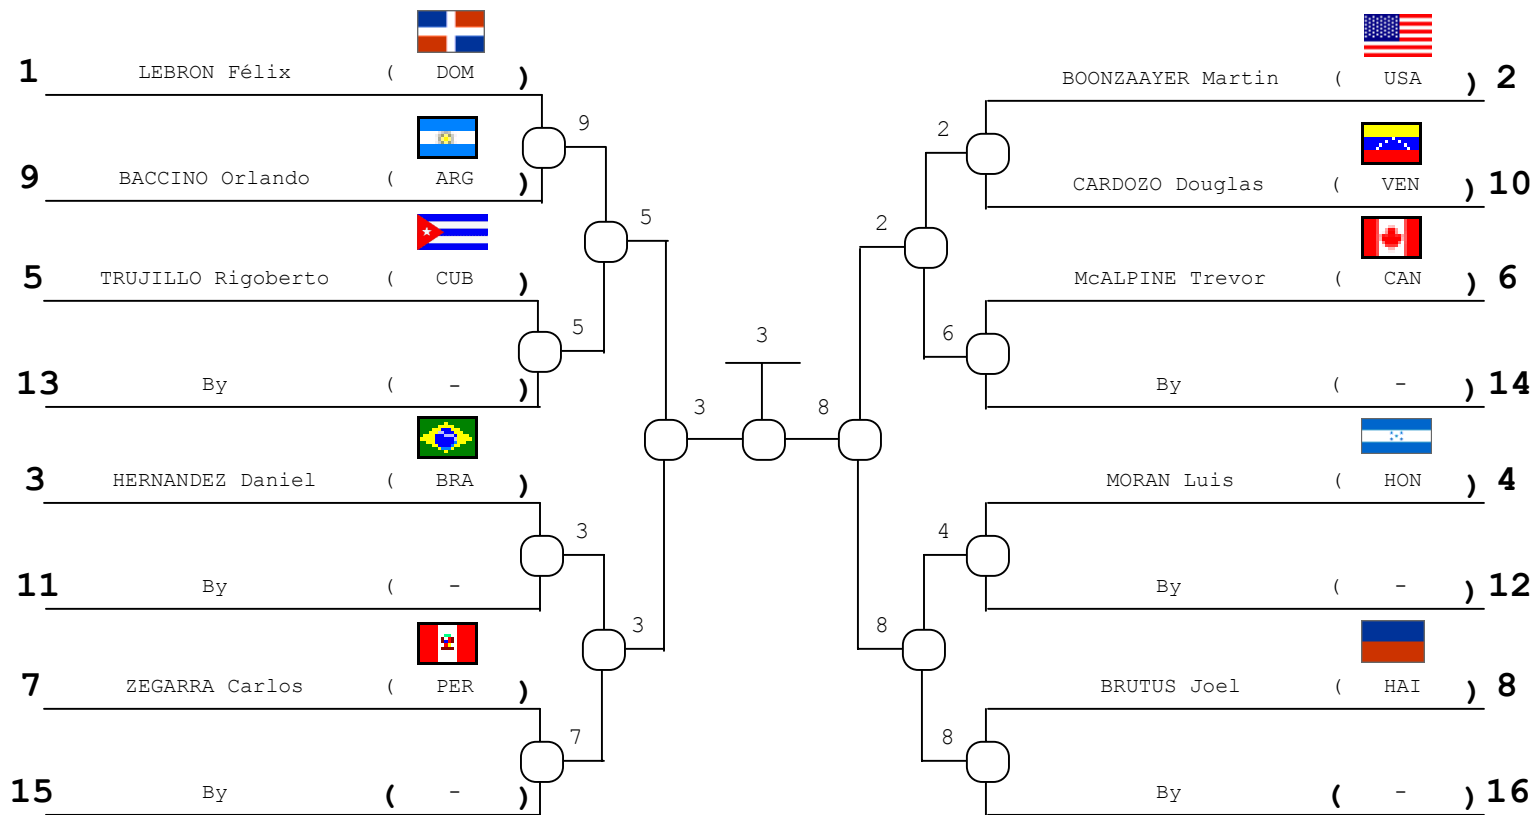 1 LEBRON Félix ( DOM )
9
9 BACCINO Orlando ( ARG )
5
5 TRUJILLO Rigoberto ( CUB )
5
13 By ( - )
3
3 HERNANDEZ Daniel ( BRA )
3
11 By ( -
3
7 ZEGARRA Carlos ( PER )
7
15 By ( - )
3
BOONZAAYER Martin ( USA ) 2
2
CARDOZO Douglas ( VEN ) 10
2
McALPINE Trevor ( CAN ) 6
6
By ( - ) 14
8
MORAN Luis ( HON ) 4
4
By ( - ) 12
8
BRUTUS Joel ( HAI ) 8
8
By ( - ) 16